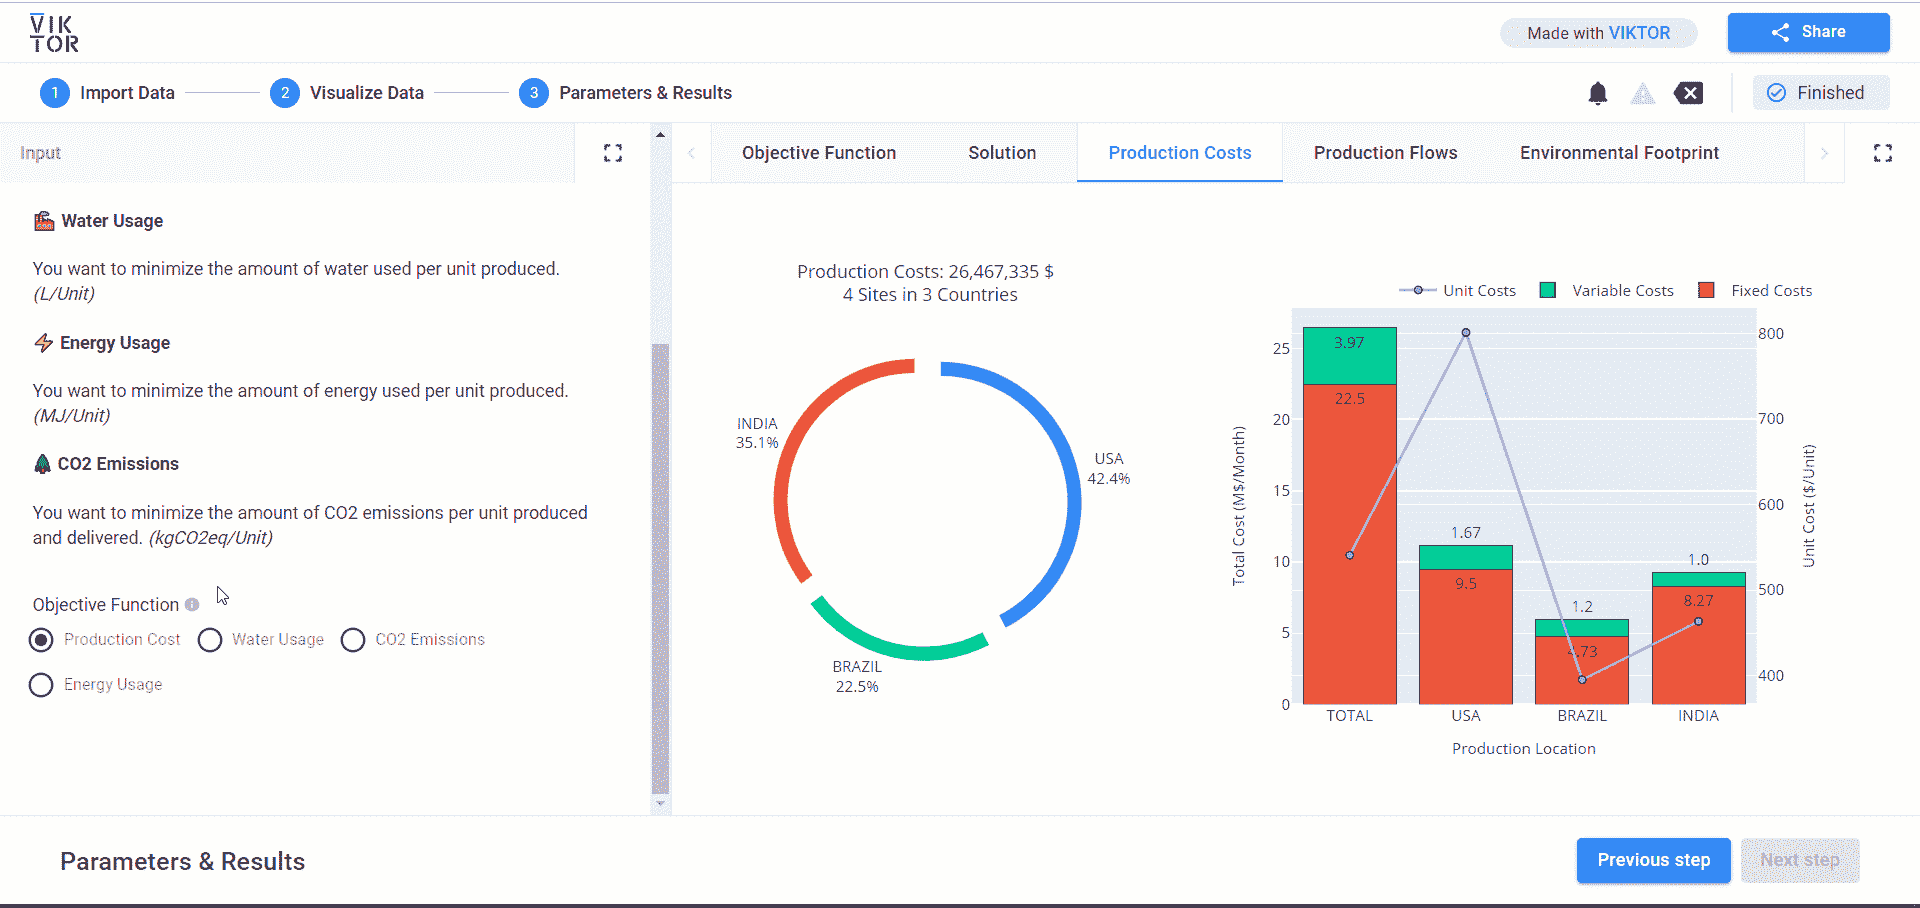 VIKTOR
Made with VIKTOR
Share
1 Import Data
2 Visualize Data
3 Parameters & Results
Finished
Input
Objective Function
Solution
Production Costs
Production Flows
Environmental Footprint
Water Usage
You want to minimize the amount of water used per unit produced.
(L/Unit)
Energy Usage
You want to minimize the amount of energy used per unit produced.
(MJ/Unit)
CO2 Emissions
You want to minimize the amount of CO2 emissions per unit produced
and delivered. (kgCO2eq/Unit)
Objective Function i
Production Cost
Water Usage
CO2 Emissions
Energy Usage
Production Costs: 26,467,335 $
4 Sites in 3 Countries
INDIA
35.1%
USA
42.4%
BRAZIL
22.5%
Unit Costs
Variable Costs
Fixed Costs
Total Cost (M$/Month)
25
20
15
10
5
0
3.97
22.5
1.67
9.5
1.2
4.73
1.0
8.27
800
700
600
500
400
Unit Cost ($/Unit)
TOTAL
USA
BRAZIL
INDIA
Production Location
Parameters & Results
Previous step
Next step